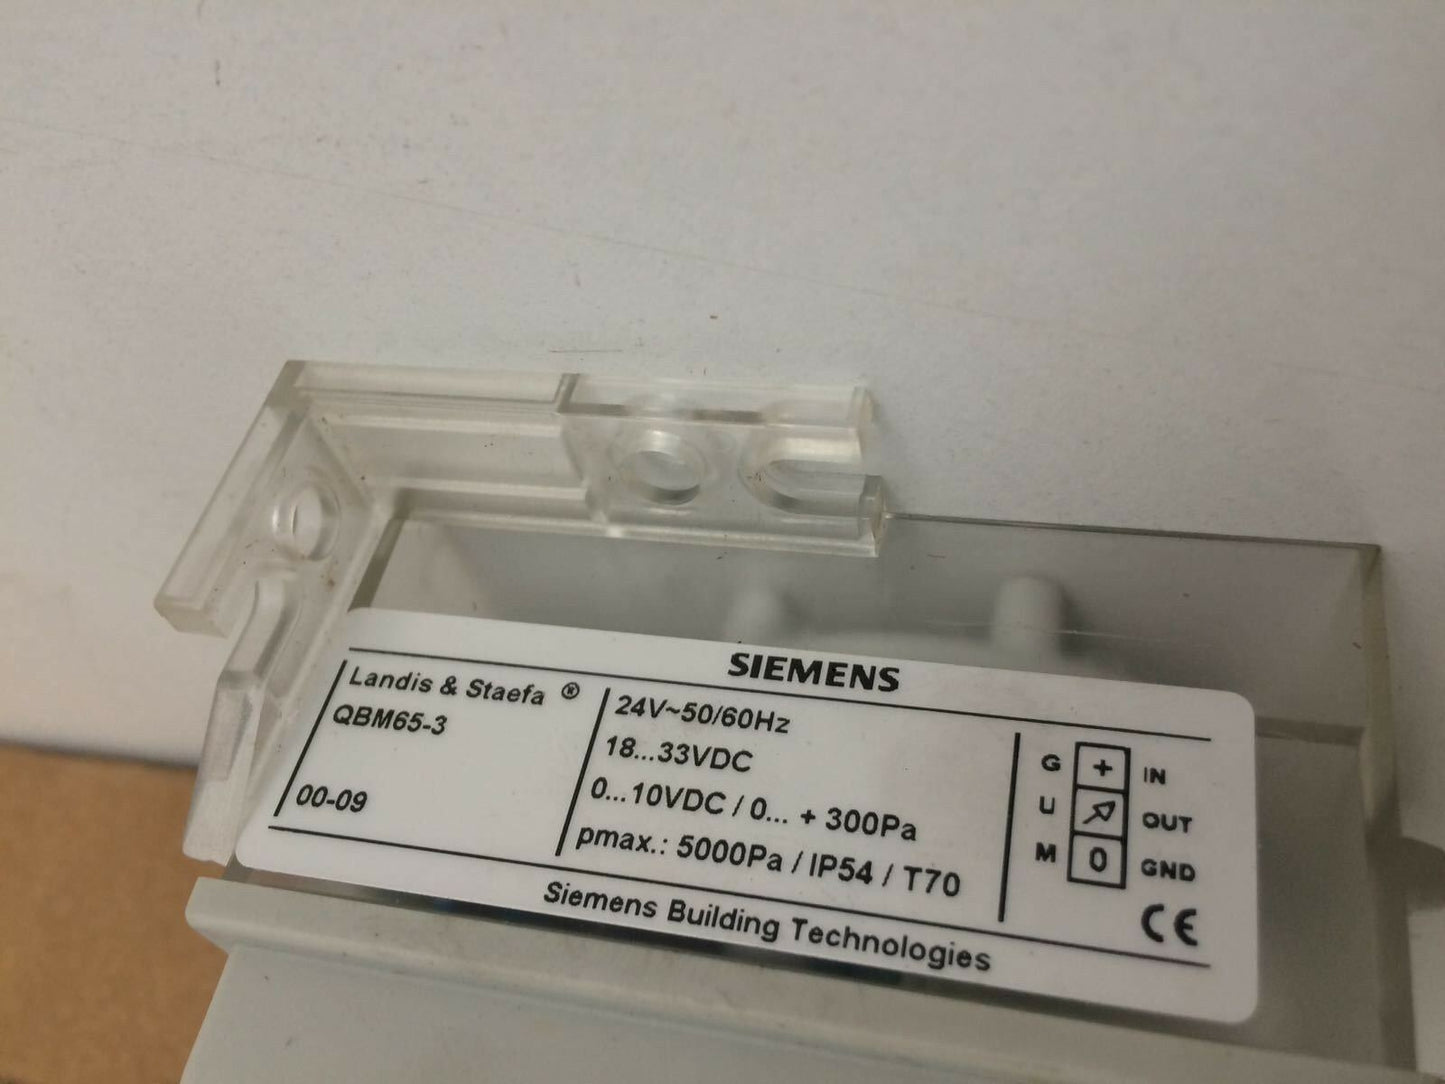 SIEMENS
Landis & Staefa ®
QBM65-3
00-09
24V~50/60Hz
18...33VDC
0...10VDC / 0... + 300Pa
pmax.: 5000Pa / IP54 / T70
G + IN
U OUT
M 0 GND
CE
Siemens Building Technologies